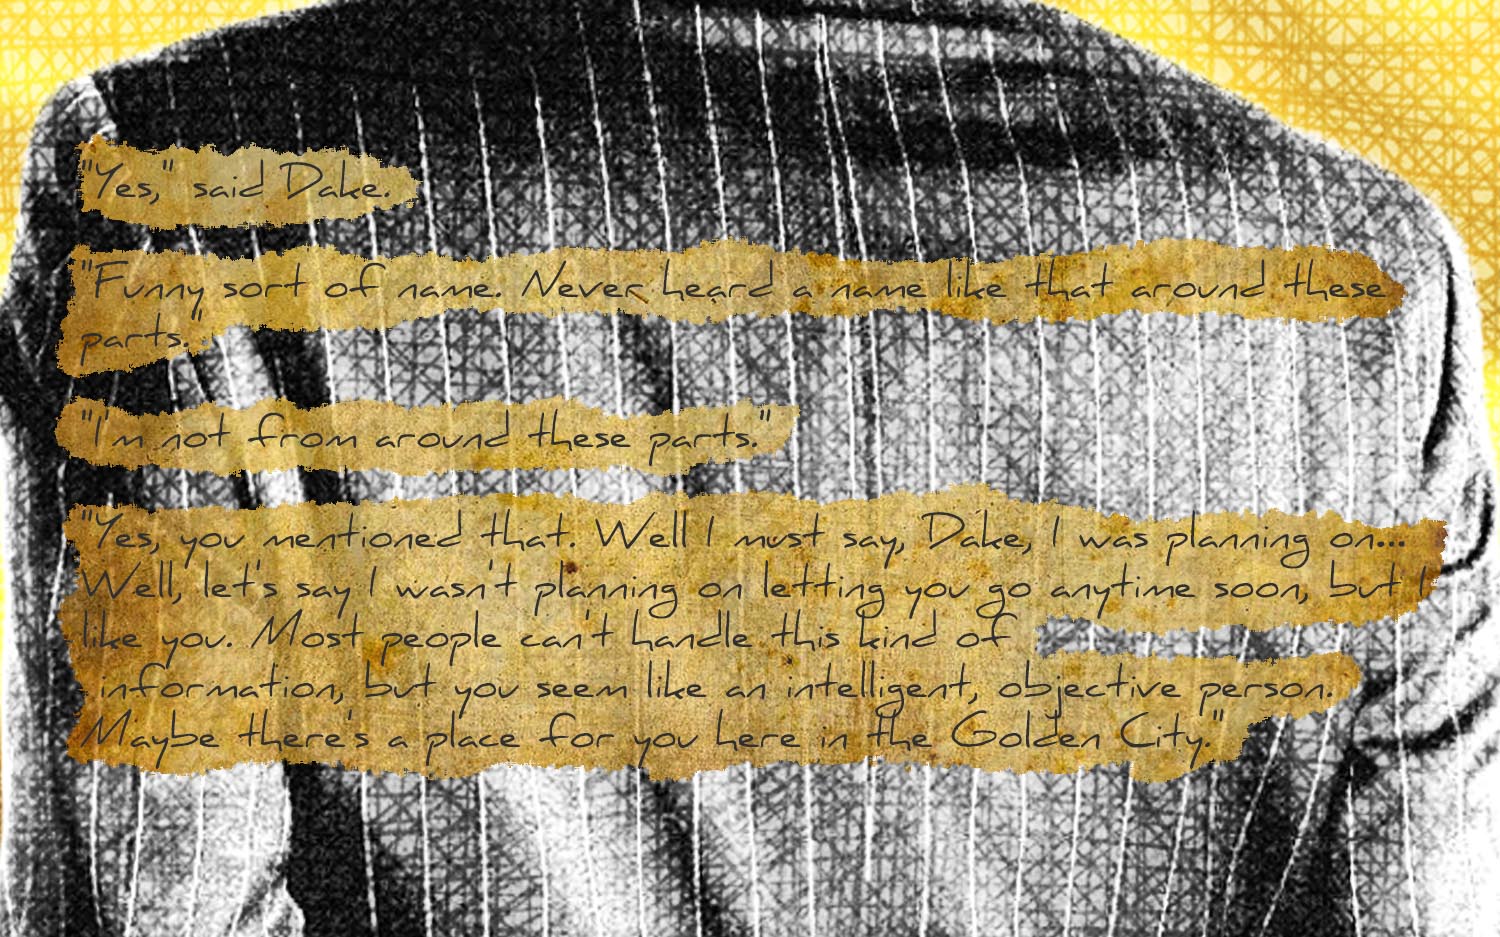 "Yes," said Dake.
"Funny sort of name. Never heard a name like that around these
parts."
"I'm not from around these parts."
"Yes, you mentioned that. Well I must say, Dake, I was planning on...
Well, let's say I wasn't planning on letting you go anytime soon, but I
like you. Most people can't handle this kind of
information, but you seem like an intelligent, objective person.
Maybe there's a place for you here in the Golden City."